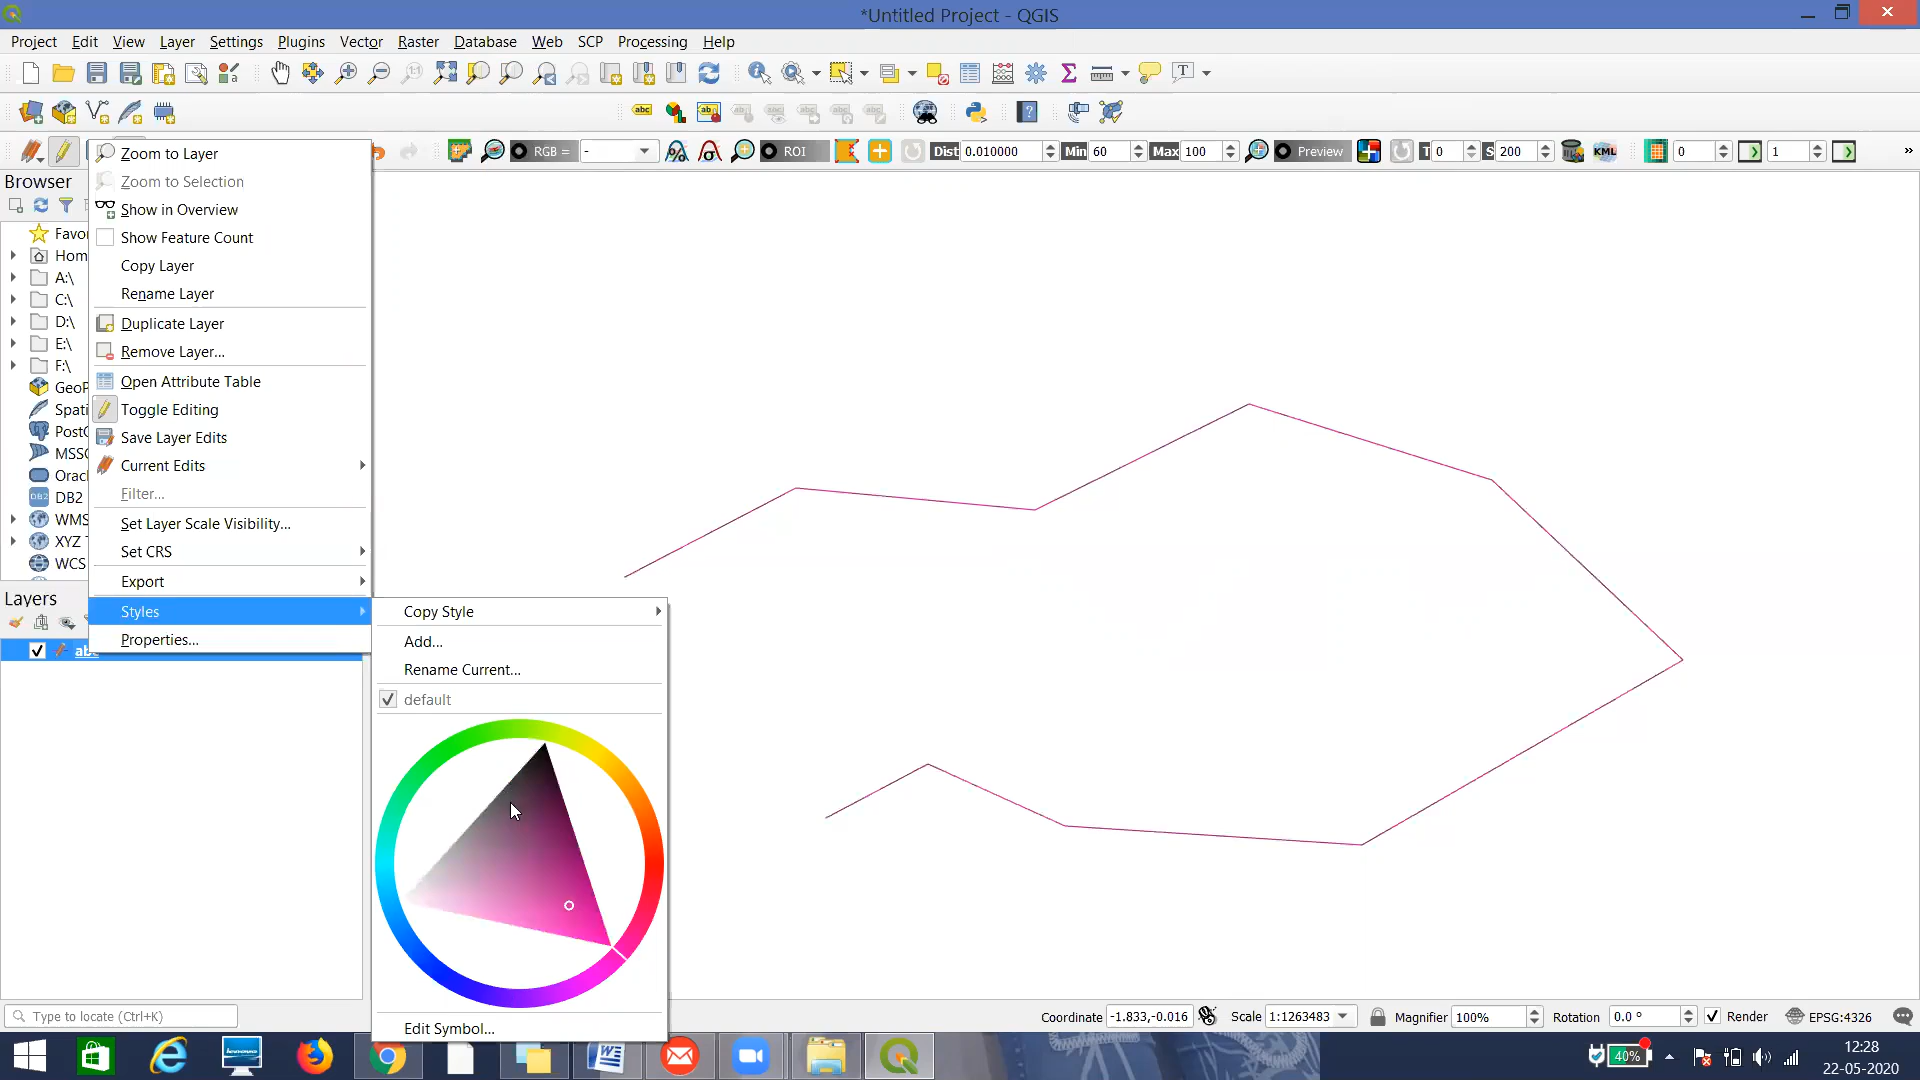 *Untitled Project - QGIS
Project Edit View Layer Settings Plugins Vector Raster Database Web SCP Processing Help
RGB = - ROI Dist 0.010000 Min 60 Max 100 Preview T 0 S 200 KML 0 1 »
Browser
Zoom to Layer
Zoom to Selection
Show in Overview
Show Feature Count
Copy Layer
Rename Layer
Duplicate Layer
Remove Layer...
Open Attribute Table
Toggle Editing
Save Layer Edits
Current Edits
Filter...
Set Layer Scale Visibility...
Set CRS
Export
Styles
Properties...
Favo
Hom
A:\
C:\
D:\
E:\
F:\
GeoP
Spati
PostG
MSSG
Oracl
DB2
WMS
XYZ T
WCS
Layers
abc
Copy Style
Add...
Rename Current...
default
Edit Symbol...
Type to locate (Ctrl+K)
Coordinate -1.833,-0.016 Scale 1:1263483 Magnifier 100% Rotation 0.0 ° Render EPSG:4326
40%
12:28
22-05-2020